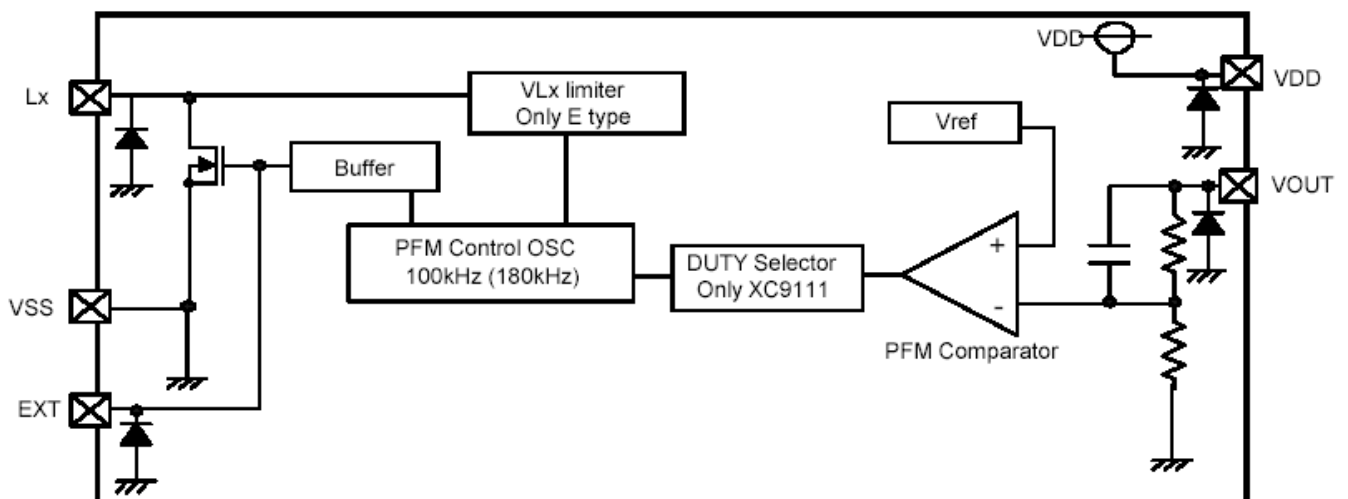 VDD
VDD
Lx
VLx limiter
Only E type
Vref
Buffer
VOUT
PFM Control OSC
100kHz (180kHz)
DUTY Selector
Only XC9111
+
-
VSS
PFM Comparator
EXT